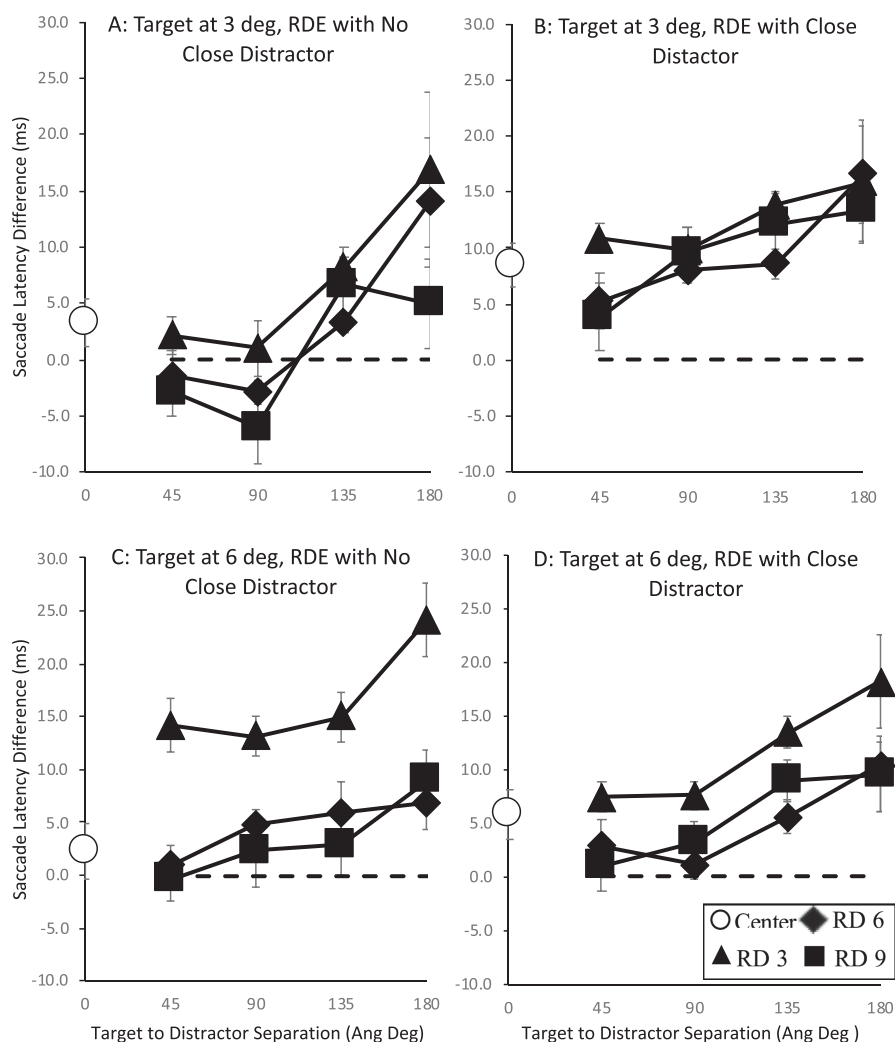 A: Target at 3 deg, RDE with No
Close Distractor
30.0
25.0
20.0
15.0
10.0
5.0
0.0
-5.0
-10.0
Saccade Latency Difference (ms)
0 45 90 135 180
B: Target at 3 deg, RDE with Close
Distactor
30.0
25.0
20.0
15.0
10.0
5.0
0.0
-5.0
-10.0
0 45 90 135 180
C: Target at 6 deg, RDE with No
Close Distractor
30.0
25.0
20.0
15.0
10.0
5.0
0.0
-5.0
-10.0
Saccade Latency Difference (ms)
0 45 90 135 180
Target to Distractor Separation (Ang Deg)
D: Target at 6 deg, RDE with Close
Distractor
30.0
25.0
20.0
15.0
10.0
5.0
0.0
-5.0
-10.0
Center RD 6
RD 3 RD 9
0 45 90 135 180
Target to Distractor Separation (Ang Deg )